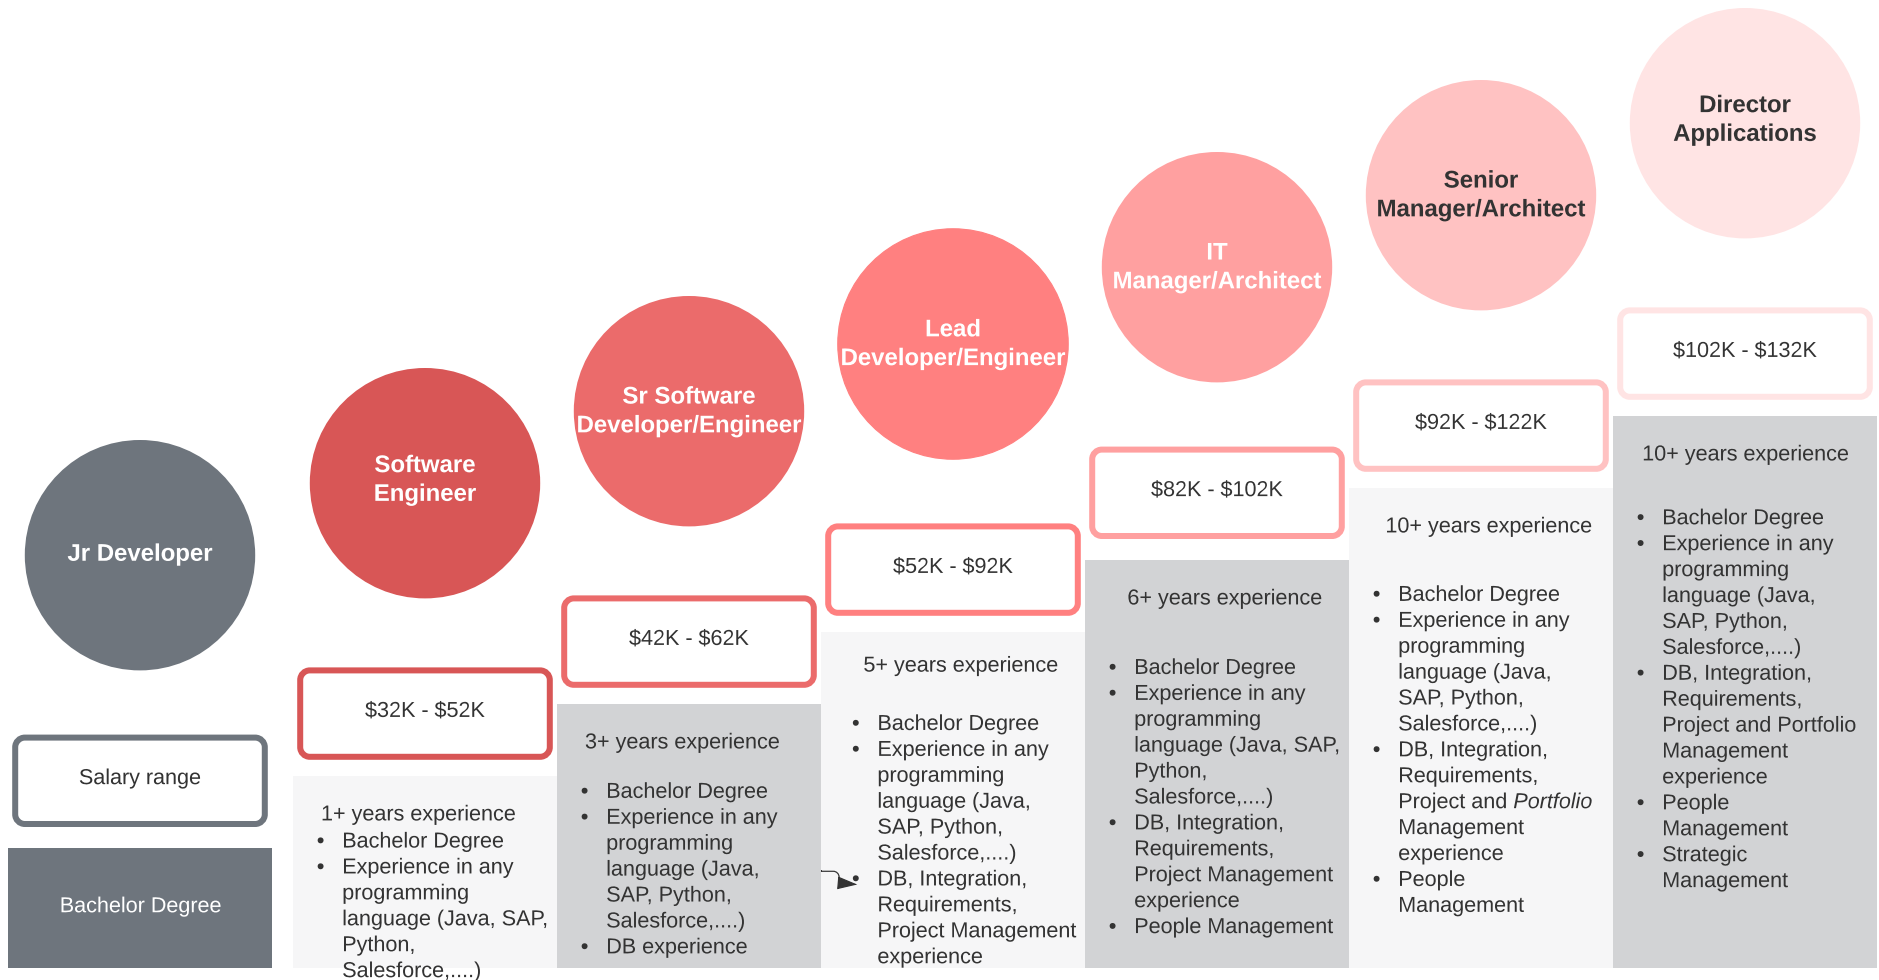 Jr Developer
Salary range
Bachelor Degree
Software
Engineer
$32K - $52K
1+ years experience
• Bachelor Degree
• Experience in any
programming
language (Java, SAP,
Python,
Salesforce,....)
Sr Software
Developer/Engineer
$42K - $62K
3+ years experience
• Bachelor Degree
• Experience in any
programming
language (Java,
SAP, Python,
Salesforce,....)
• DB experience
Lead
Developer/Engineer
$52K - $92K
5+ years experience
• Bachelor Degree
• Experience in any
programming
language (Java,
SAP, Python,
Salesforce,....)
• DB, Integration,
Requirements,
Project Management
experience
IT
Manager/Architect
$82K - $102K
6+ years experience
• Bachelor Degree
• Experience in any
programming
language (Java, SAP,
Python,
Salesforce,....)
• DB, Integration,
Requirements,
Project Management
experience
• People Management
Senior
Manager/Architect
$92K - $122K
10+ years experience
• Bachelor Degree
• Experience in any
programming
language (Java,
SAP, Python,
Salesforce,....)
• DB, Integration,
Requirements,
Project and Portfolio
Management
experience
• People
Management
Director
Applications
$102K - $132K
10+ years experience
• Bachelor Degree
• Experience in any
programming
language (Java,
SAP, Python,
Salesforce,....)
• DB, Integration,
Requirements,
Project and Portfolio
Management
experience
• People
Management
• Strategic
Management